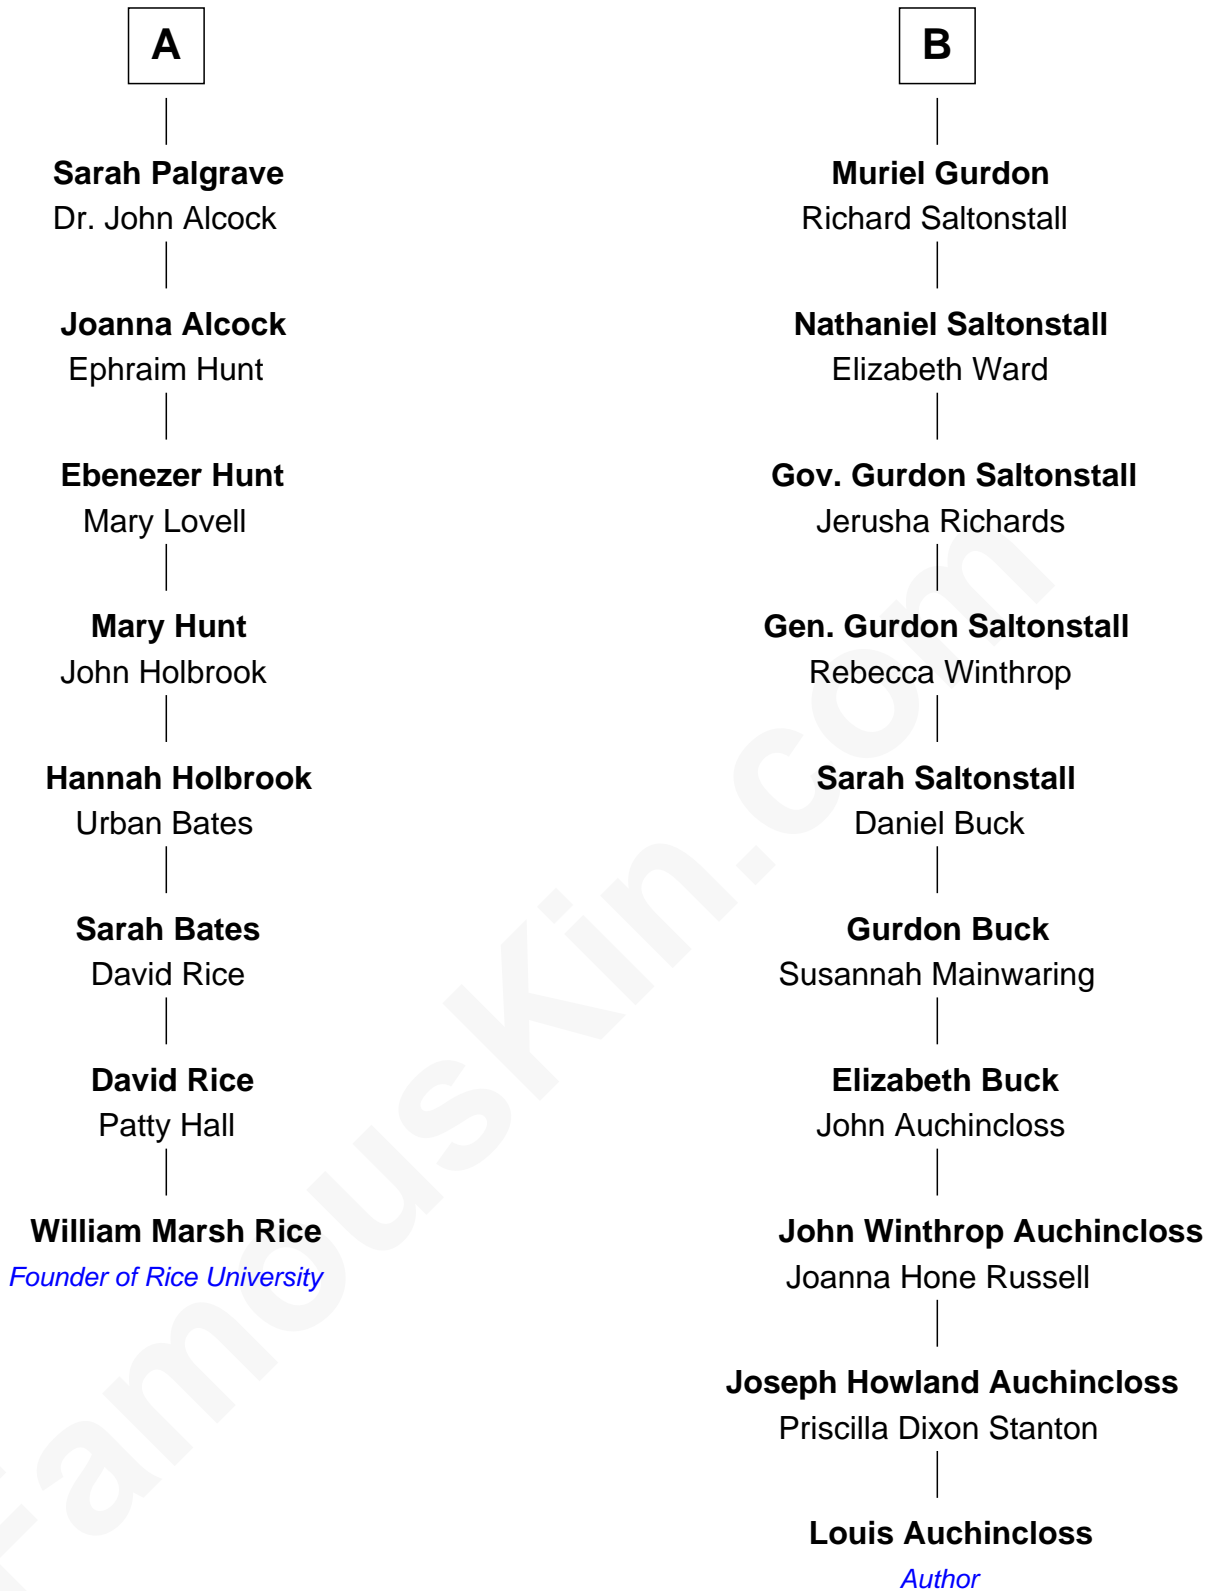 A
Sarah Palgrave
Dr. John Alcock
Joanna Alcock
Ephraim Hunt
Ebenezer Hunt
Mary Lovell
Mary Hunt
John Holbrook
Hannah Holbrook
Urban Bates
Sarah Bates
David Rice
David Rice
Patty Hall
William Marsh Rice
Founder of Rice University
B
Muriel Gurdon
Richard Saltonstall
Nathaniel Saltonstall
Elizabeth Ward
Gov. Gurdon Saltonstall
Jerusha Richards
Gen. Gurdon Saltonstall
Rebecca Winthrop
Sarah Saltonstall
Daniel Buck
Gurdon Buck
Susannah Mainwaring
Elizabeth Buck
John Auchincloss
John Winthrop Auchincloss
Joanna Hone Russell
Joseph Howland Auchincloss
Priscilla Dixon Stanton
Louis Auchincloss
Author
FamousKin.com